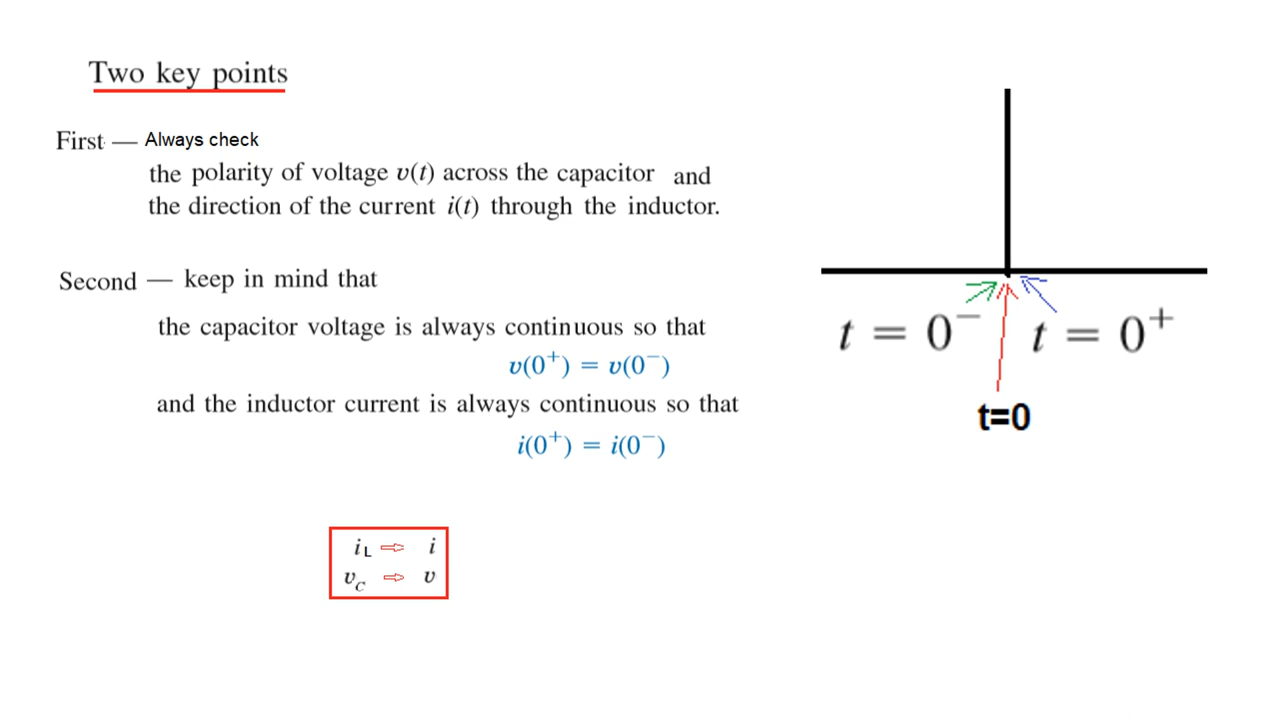 Two key points
First — Always check
the polarity of voltage v(t) across the capacitor and
the direction of the current i(t) through the inductor.
Second — keep in mind that
the capacitor voltage is always continuous so that
v(0⁺) = v(0⁻)
and the inductor current is always continuous so that
i(0⁺) = i(0⁻)
i_L ⇨ i
v_C ⇨ v
t = 0⁻ t = 0⁺
t=0